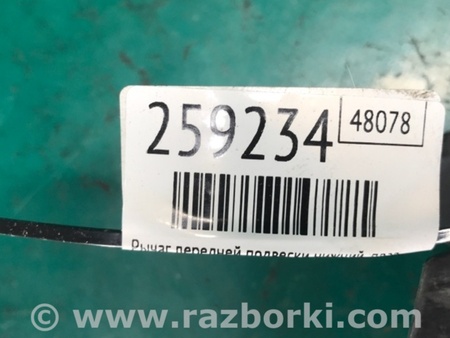 259234
48078
Рычаг передней подвески нижний
© www.razborki.com